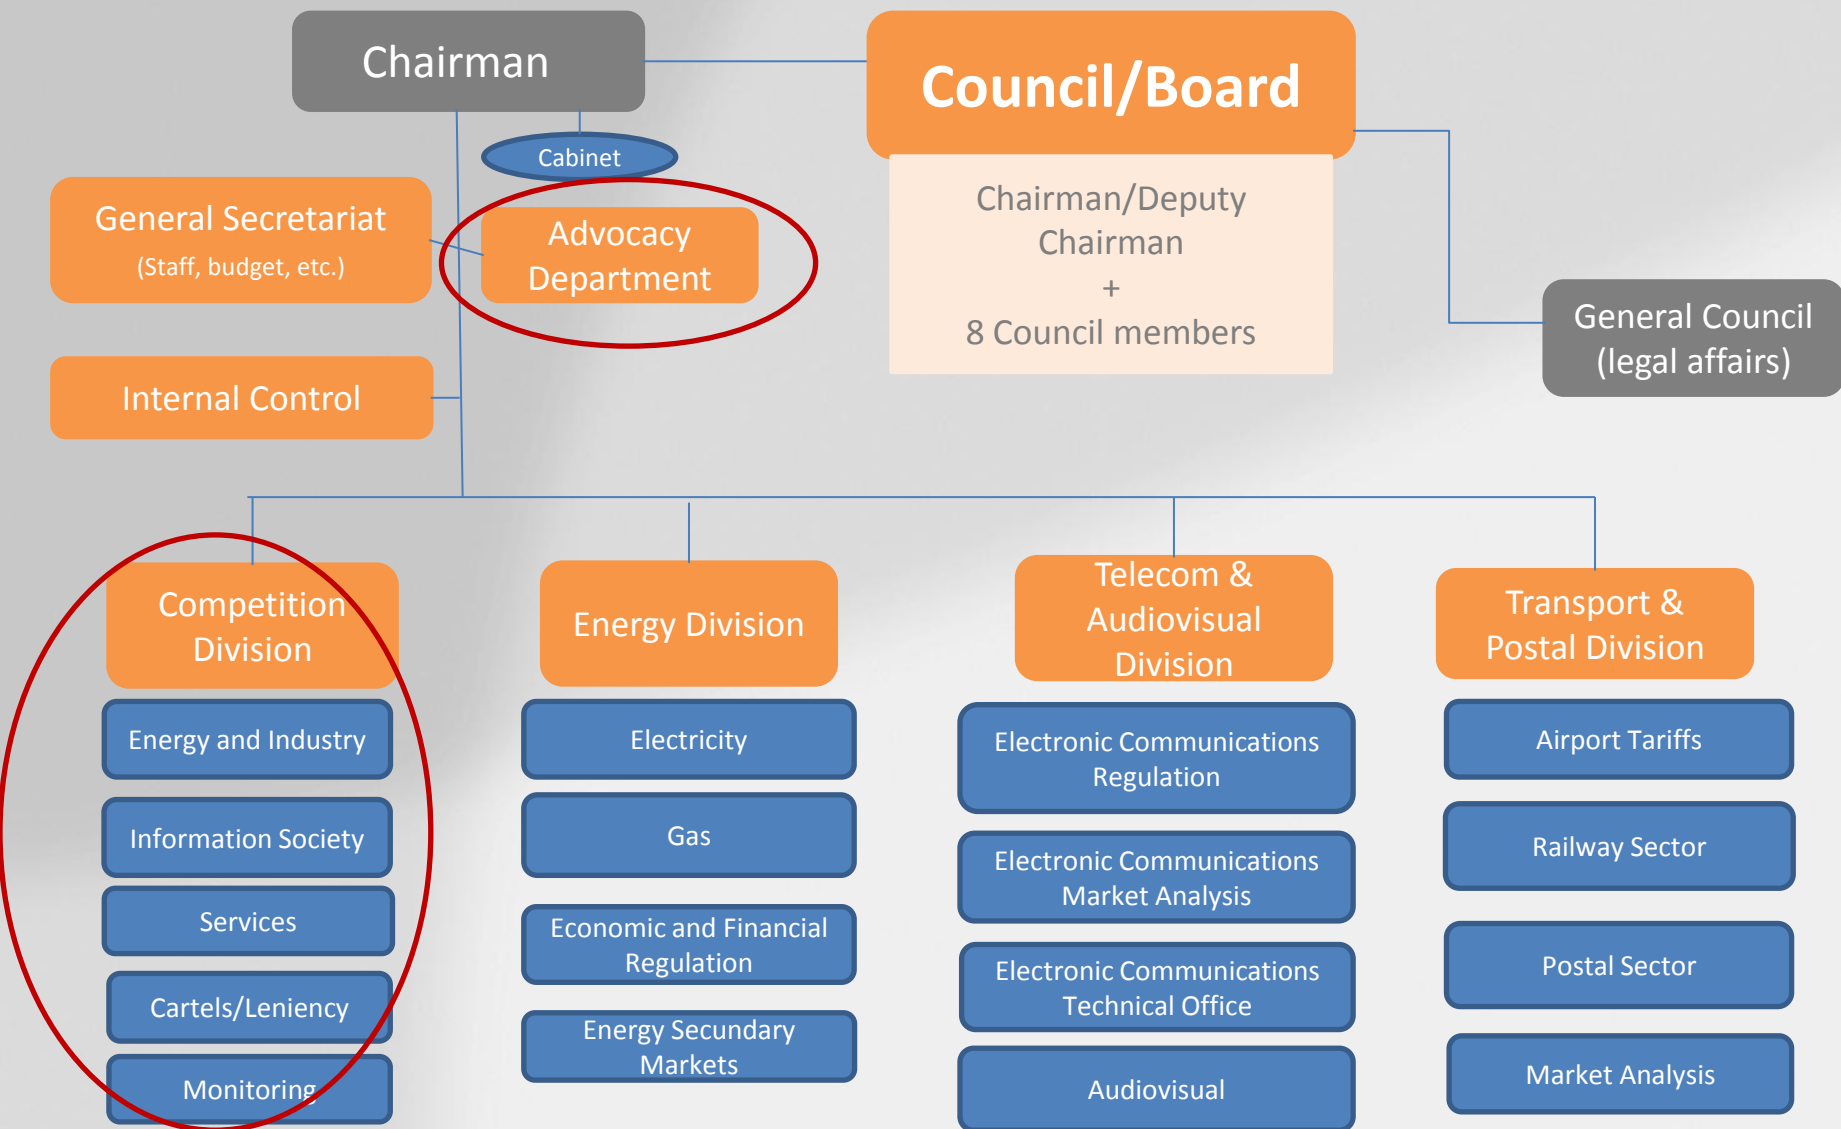 Chairman
Council/Board
Cabinet
Chairman/Deputy
Chairman
+
8 Council members
General Secretariat
(Staff, budget, etc.)
Advocacy
Department
General Council
(legal affairs)
Internal Control
Competition
Division
Energy and Industry
Information Society
Services
Cartels/Leniency
Monitoring
Energy Division
Electricity
Gas
Economic and Financial
Regulation
Energy Secundary
Markets
Telecom &
Audiovisual
Division
Electronic Communications
Regulation
Electronic Communications
Market Analysis
Electronic Communications
Technical Office
Audiovisual
Transport &
Postal Division
Airport Tariffs
Railway Sector
Postal Sector
Market Analysis